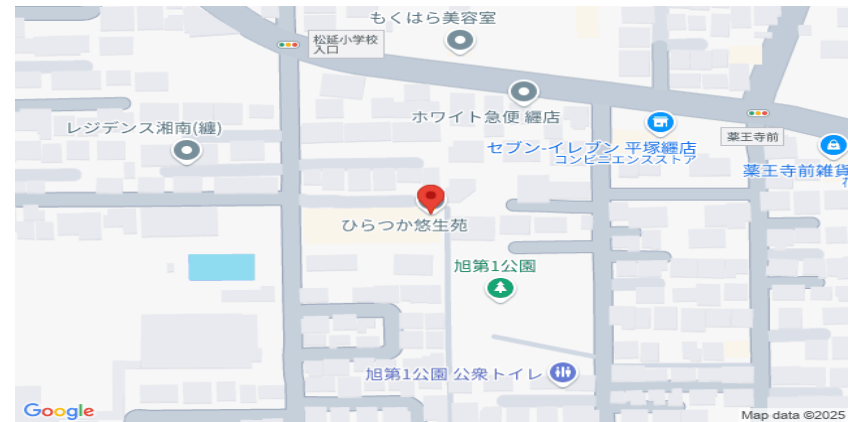 もくはら美容室
松延小学校
入口
ホワイト急便 纒店
レジデンス湘南(纏)
セブン-イレブン 平塚纒店
コンビニエンスストア
薬王寺前
薬王寺前雑貨
ひらつか悠生苑
旭第1公園
旭第1公園 公衆トイレ
Google
Map data ©2025